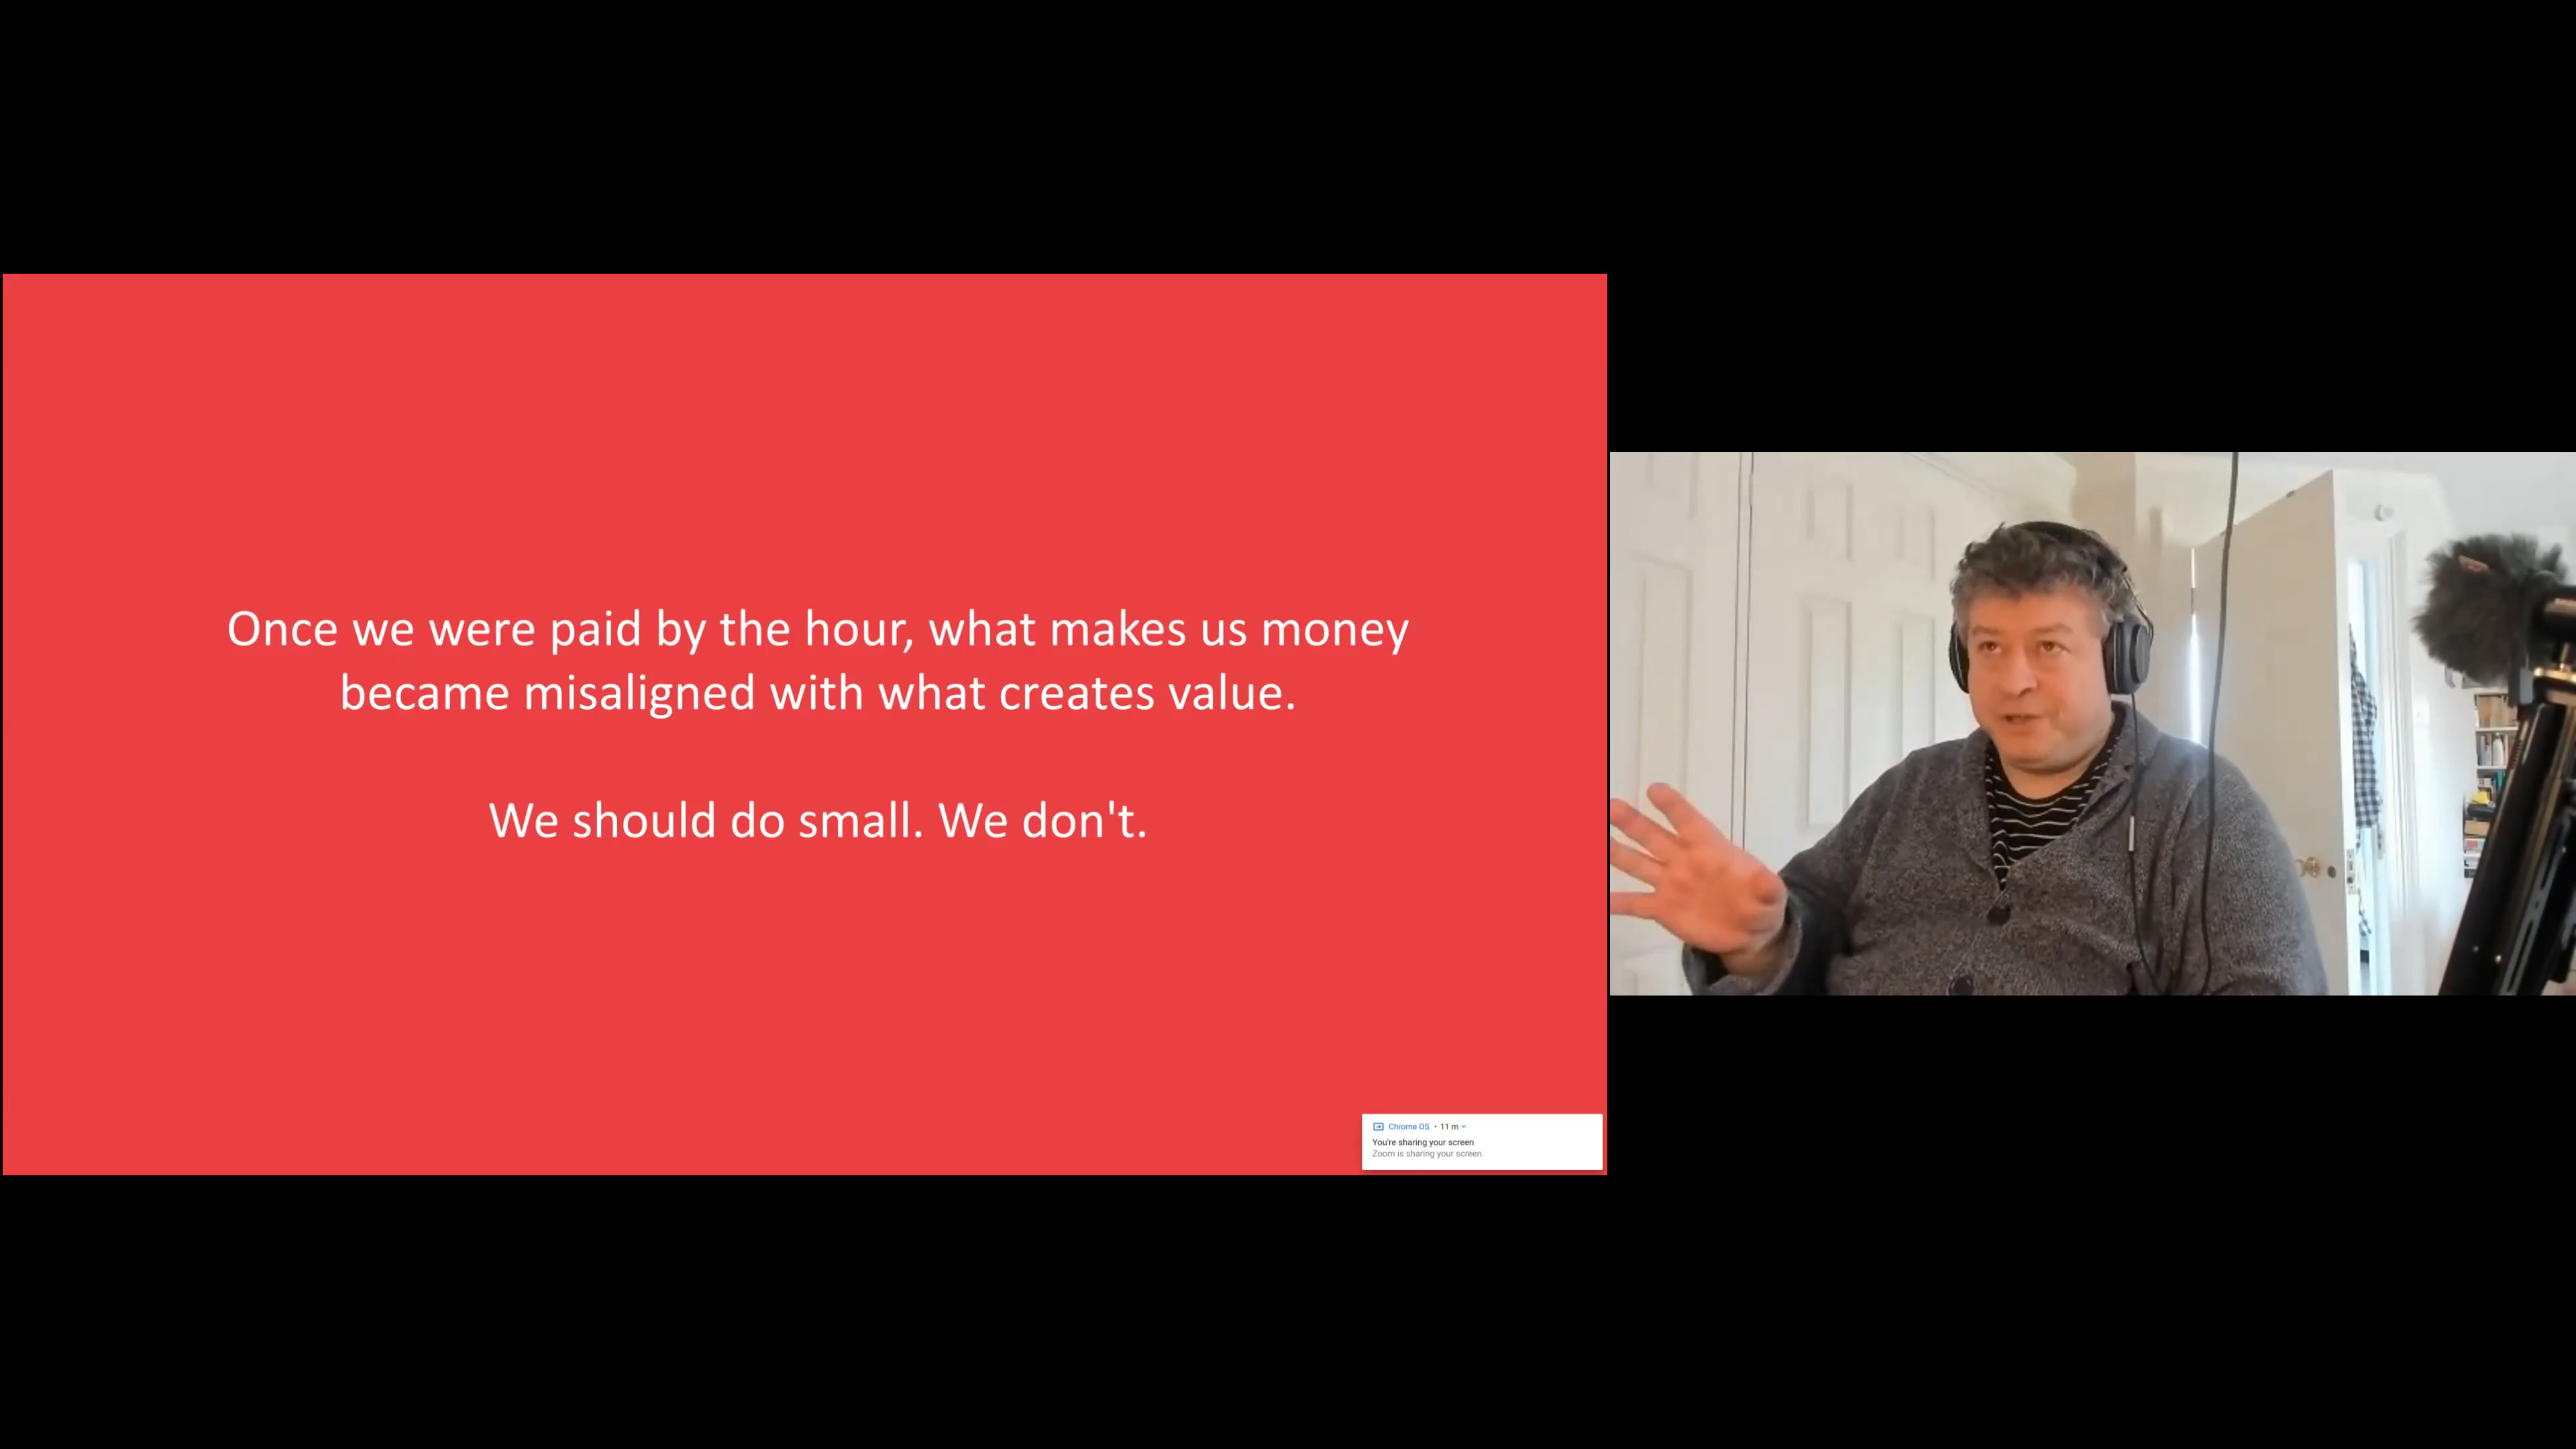 Once we were paid by the hour, what makes us money
became misaligned with what creates value.
We should do small. We don't.
Chrome OS • 11 m
You're sharing your screen
Zoom is sharing your screen.